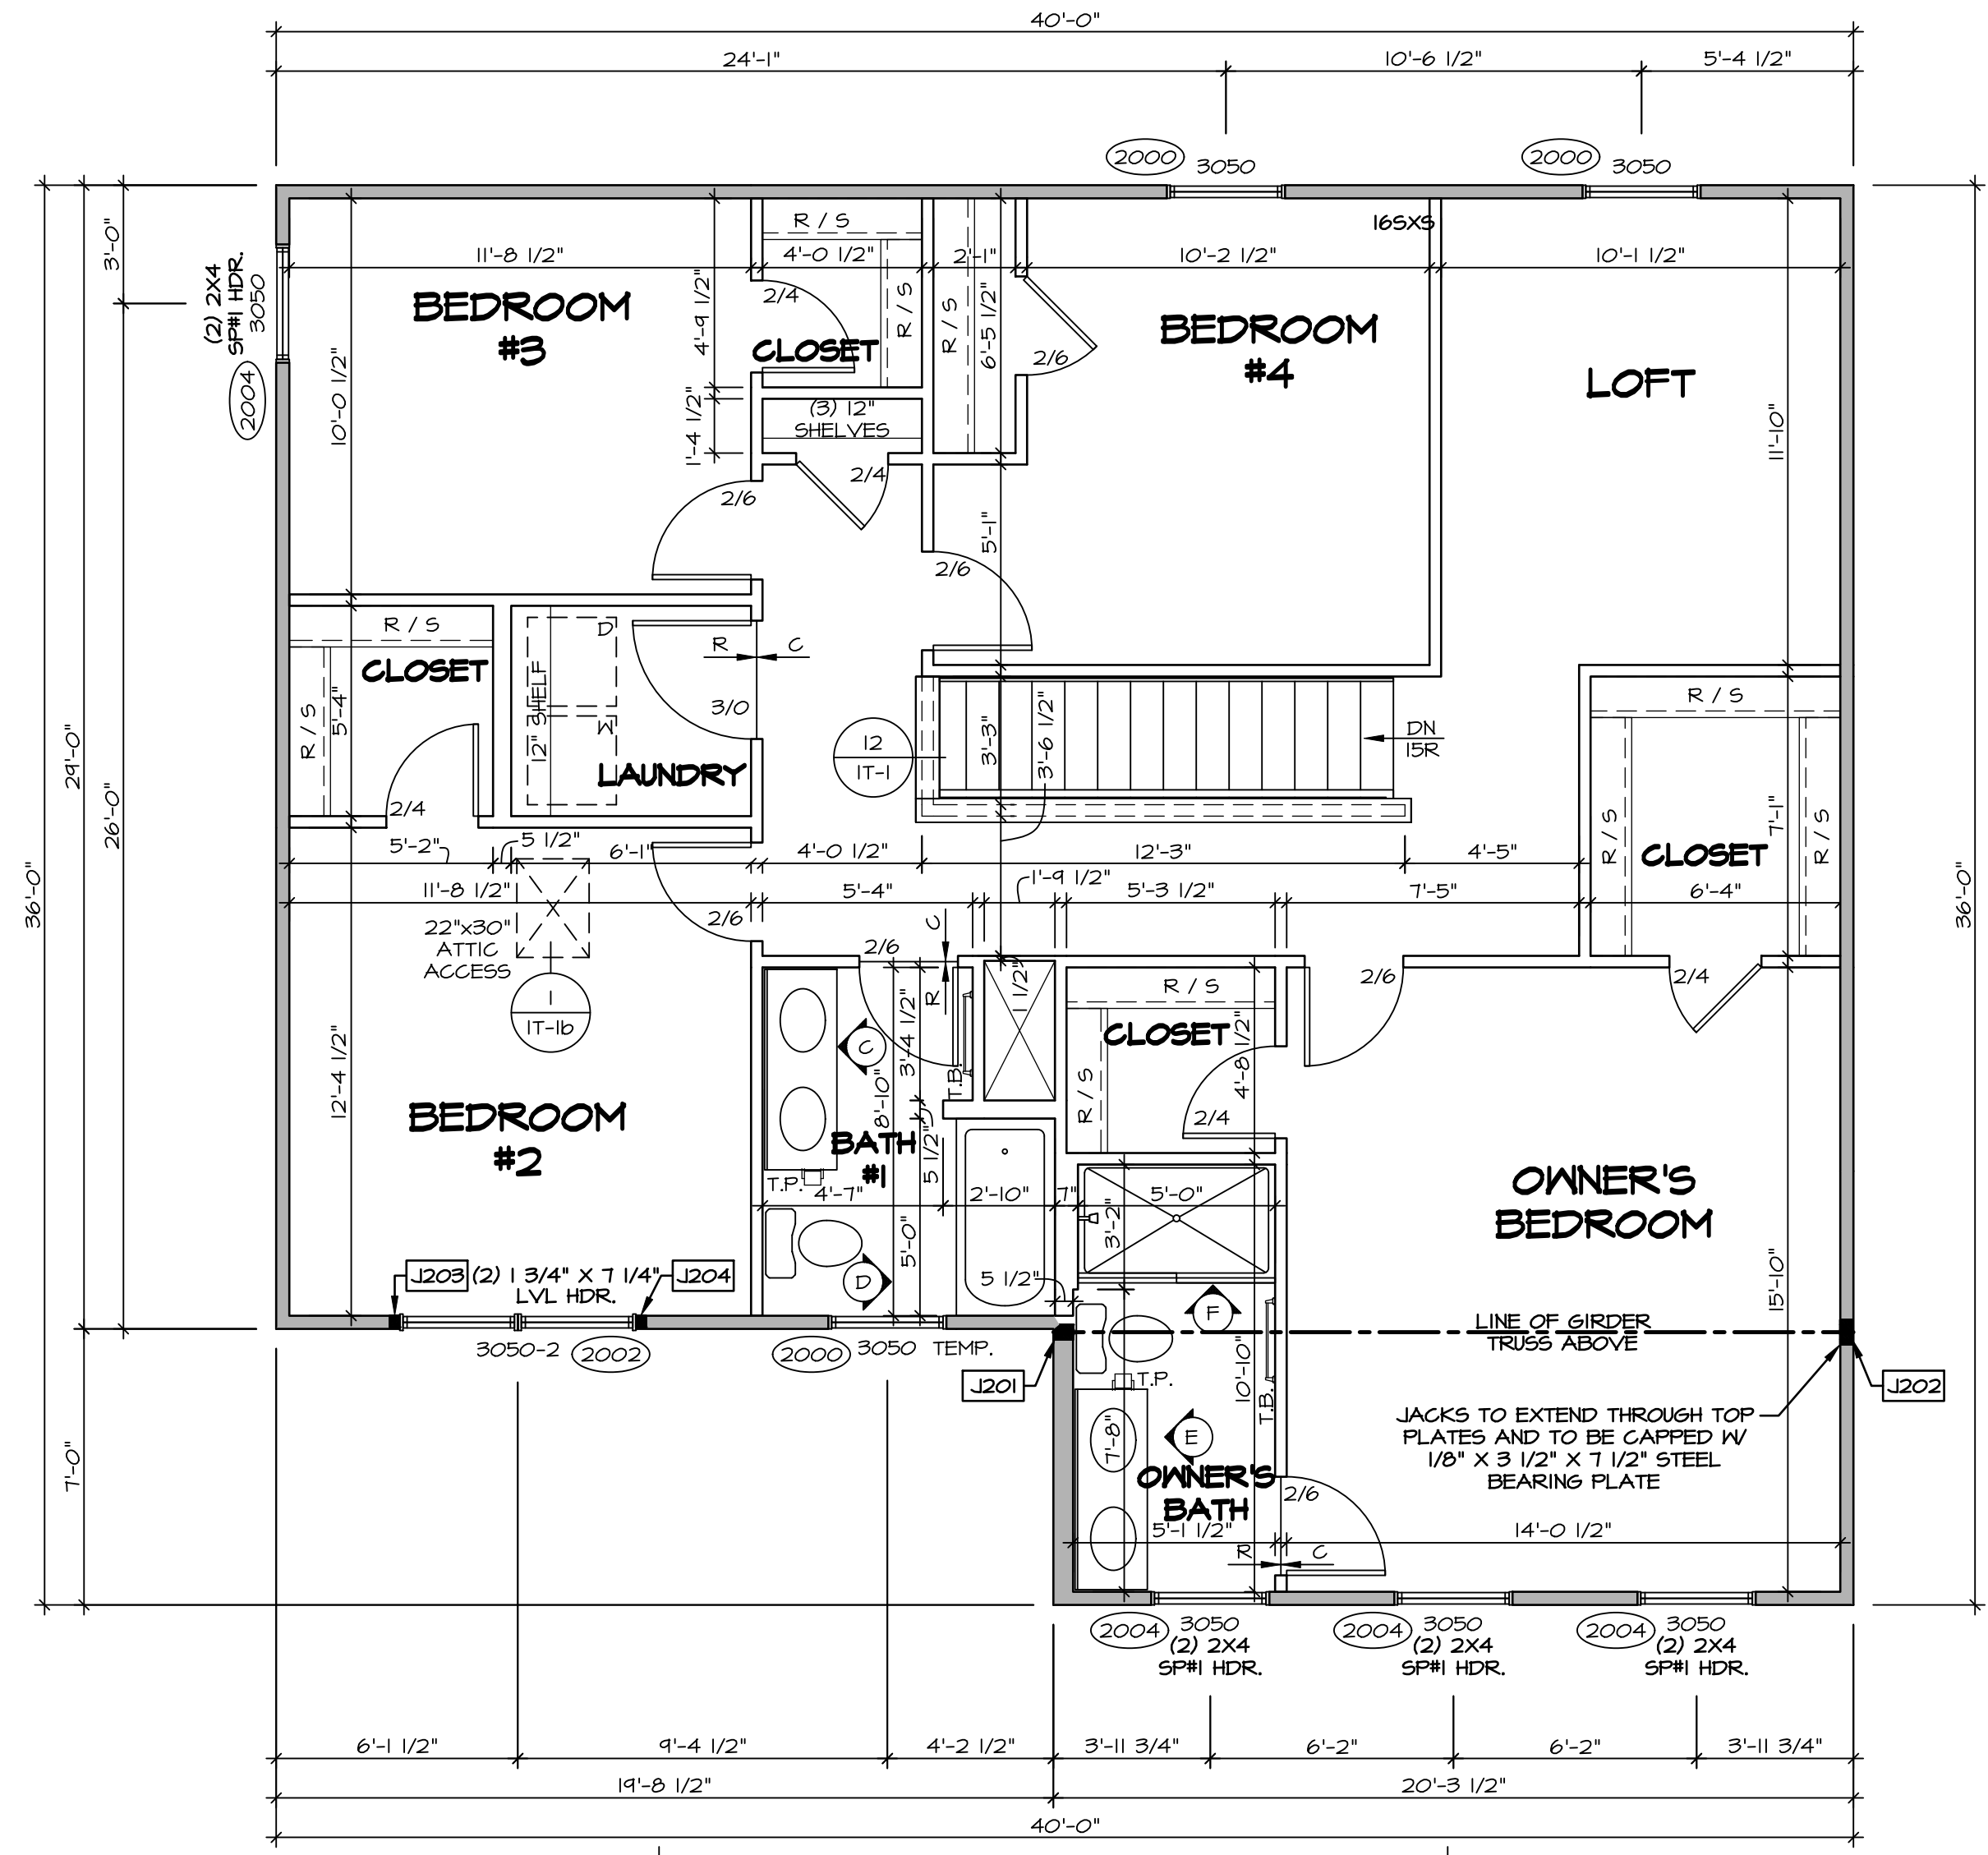 40'-0"
24'-1"
10'-6 1/2"
5'-4 1/2"
2000
3050
2000
3050
16SXS
3'-0"
(2) 2X4
SP#1 HDR.
3050
2004
R / S
11'-8 1/2"
4'-0 1/2"
2'-1"
10'-2 1/2"
10'-1 1/2"
BEDROOM
#3
2/4
4'-9 1/2"
CLOSET
R / S
R / S
6'-5 1/2"
2/6
BEDROOM
#4
LOFT
10'-0 1/2"
1'-4 1/2"
(3) 12"
SHELVES
2/4
2/6
11'-10"
5'-1"
2/6
R / S
CLOSET
R / S
5'-4"
2/4
D
W
12" SHELF
LAUNDRY
R
C
3/0
12
1T-1
3'-3"
3'-6 1/2"
DN
15R
R / S
R / S
R / S
7'-1"
CLOSET
29'-0"
26'-0"
36'-0"
36'-0"
5'-2"
5 1/2"
6'-1"
4'-0 1/2"
12'-3"
4'-5"
11'-8 1/2"
5'-4"
1'-9 1/2"
5'-3 1/2"
7'-5"
6'-4"
22"x30"
ATTIC
ACCESS
1
1T-1b
2/6
2/6
C
R
1/2"
R / S
2/6
2/4
CLOSET
R / S
4'-8 1/2"
2/4
12'-4 1/2"
C
3'-4 1/2"
8'-10"
T.B.
BEDROOM
#2
BATH
#1
5 1/2"
T.P.
4'-7"
2'-10"
7"
5'-0"
3'-2"
5'-0"
D
5 1/2"
F
OWNER'S
BEDROOM
15'-10"
J203
(2) 1 3/4" X 7 1/4"
LVL HDR.
J204
3050-2
2002
2000
3050 TEMP.
J201
LINE OF GIRDER
TRUSS ABOVE
J202
T.P.
10'-10"
T.B.
7'-8"
E
JACKS TO EXTEND THROUGH TOP
PLATES AND TO BE CAPPED W/
1/8" X 3 1/2" X 7 1/2" STEEL
BEARING PLATE
7'-0"
OWNER'S
BATH
2/6
5'-1 1/2"
14'-0 1/2"
R
C
2004
3050
(2) 2X4
SP#1 HDR.
2004
3050
(2) 2X4
SP#1 HDR.
2004
3050
(2) 2X4
SP#1 HDR.
6'-1 1/2"
9'-4 1/2"
4'-2 1/2"
3'-11 3/4"
6'-2"
6'-2"
3'-11 3/4"
19'-8 1/2"
20'-3 1/2"
40'-0"